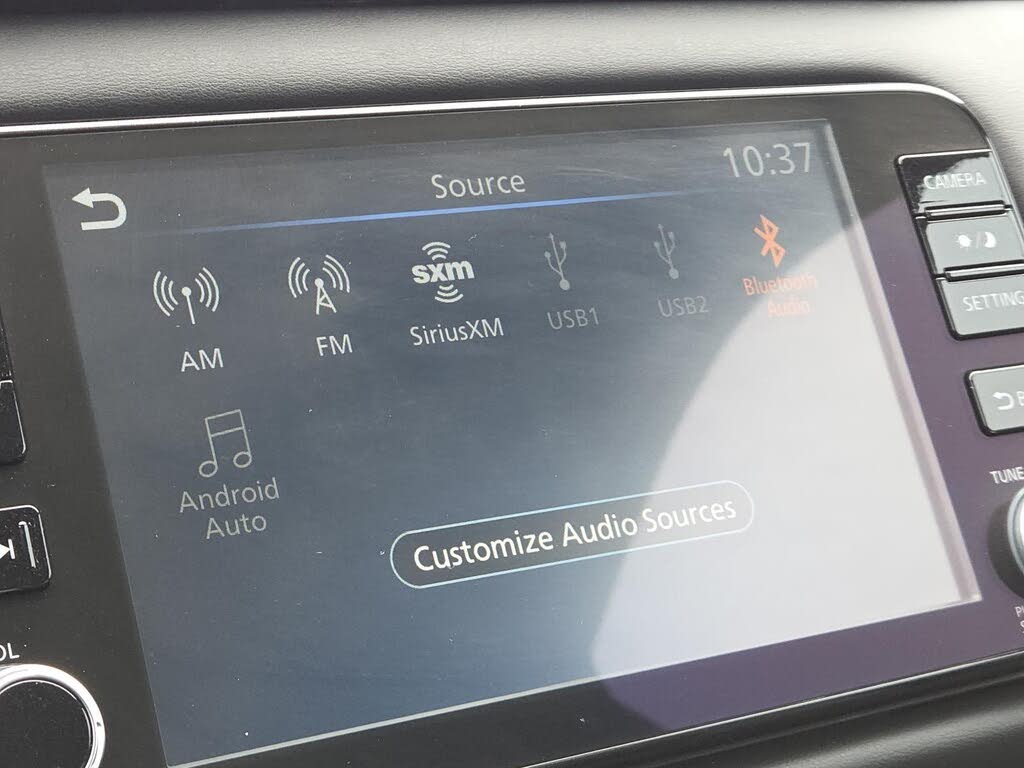 Source
10:37
sxm
AM
FM
SiriusXM
USB1
USB2
Bluetooth
Audio
Android
Auto
Customize Audio Sources
CAMERA
SETTING
TUNE